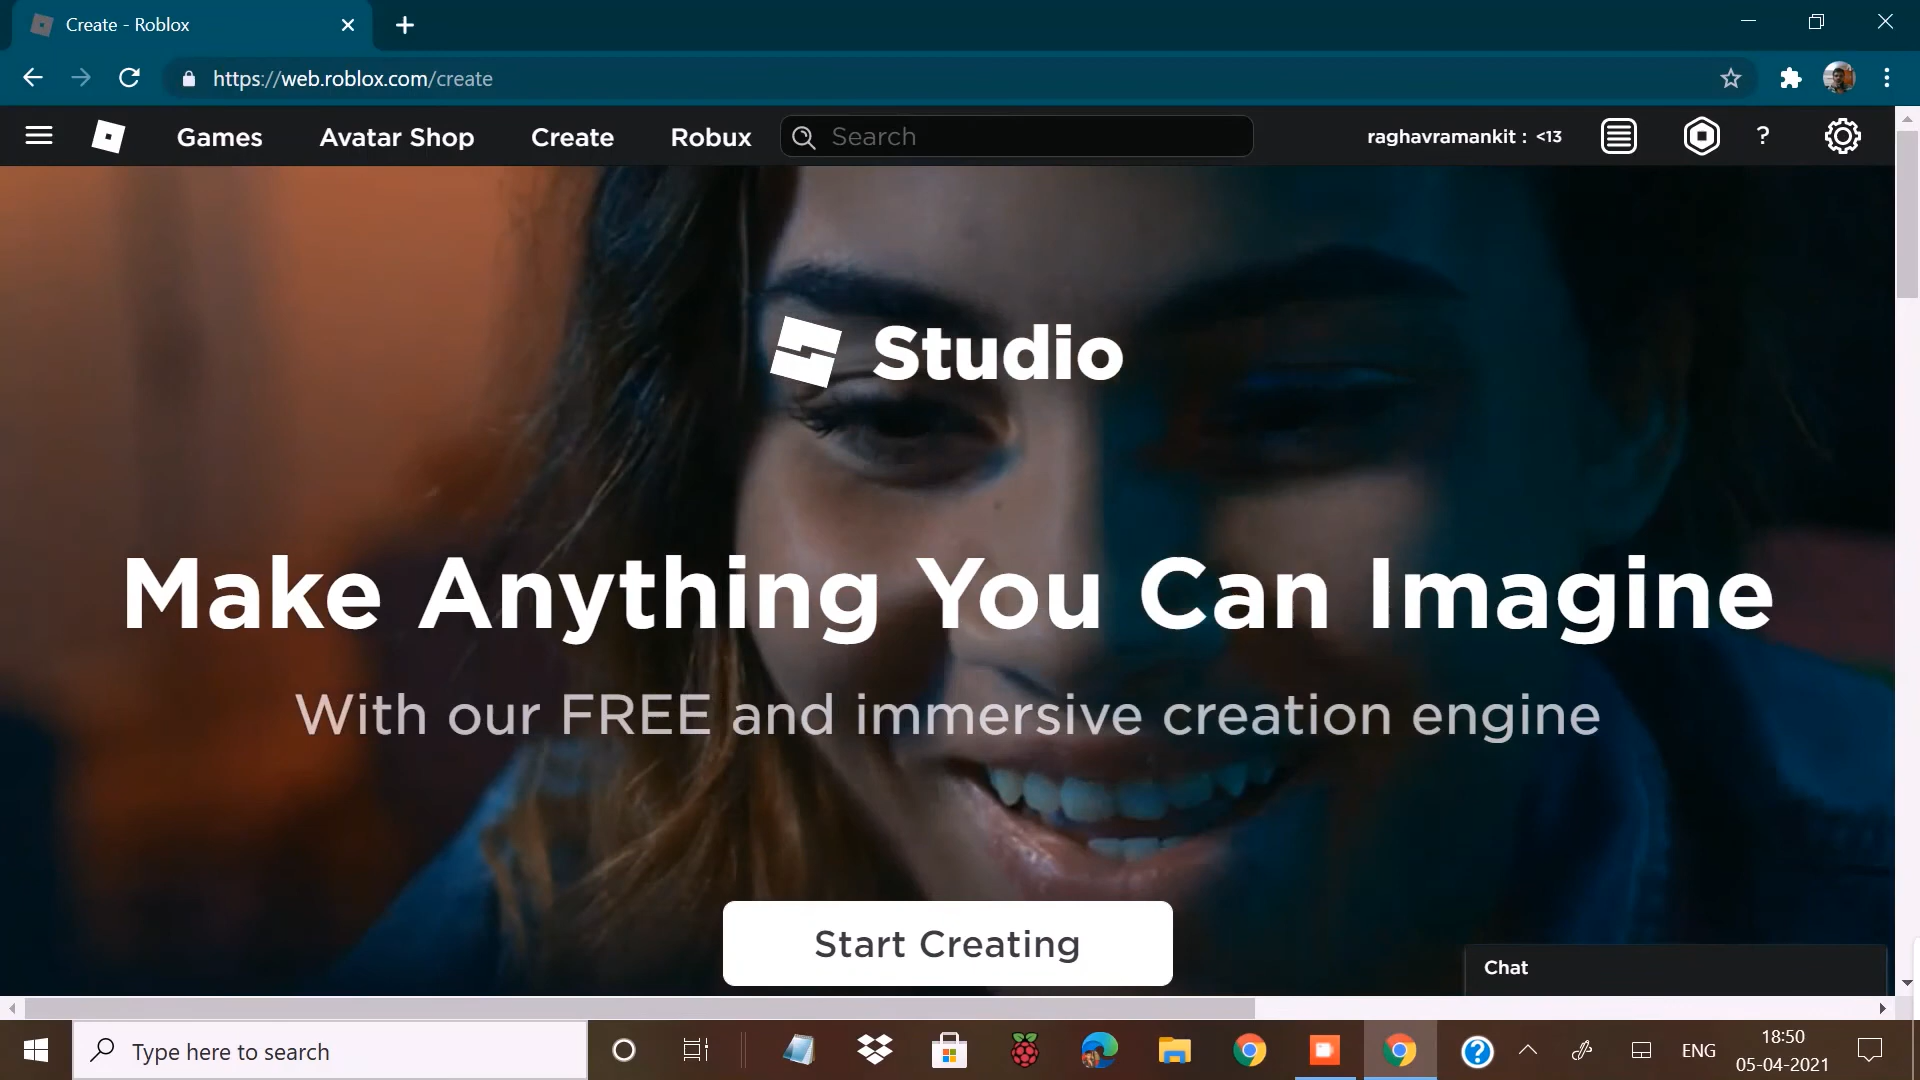 Create - Roblox
https://web.roblox.com/create
Games
Avatar Shop
Create
Robux
Search
raghavramankit : <13
?
Studio
Make Anything You Can Imagine
With our FREE and immersive creation engine
Start Creating
Chat
Type here to search
?
ENG
18:50
05-04-2021